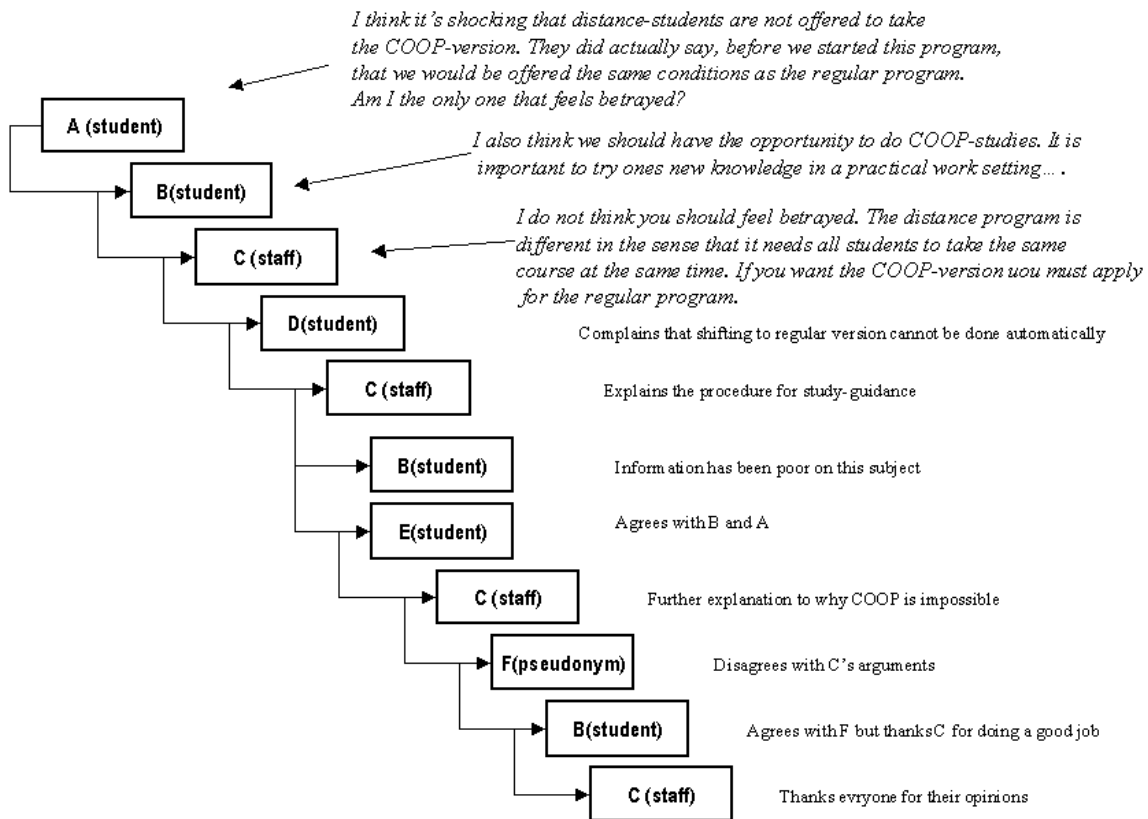 I think it's shocking that distance-students are not offered to take
the COOP-version. They did actually say, before we started this program,
that we would be offered the same conditions as the regular program.
Am I the only one that feels betrayed?
A (student)
I also think we should have the opportunity to do COOP-studies. It is
important to try ones new knowledge in a practical work setting... .
B(student)
I do not think you should feel betrayed. The distance program is
different in the sense that it needs all students to take the same
course at the same time. If you want the COOP-version uou must apply
for the regular program.
C (staff)
D(student)
Complains that shifting to regular version cannot be done automatically
C (staff)
Explains the procedure for study-guidance
B(student)
Information has been poor on this subject
E(student)
Agrees with B and A
C (staff)
Further explanation to why COOP is impossible
F(pseudonym)
Disagrees with C's arguments
B(student)
Agrees with F but thanks C for doing a good job
C (staff)
Thanks evryone for their opinions